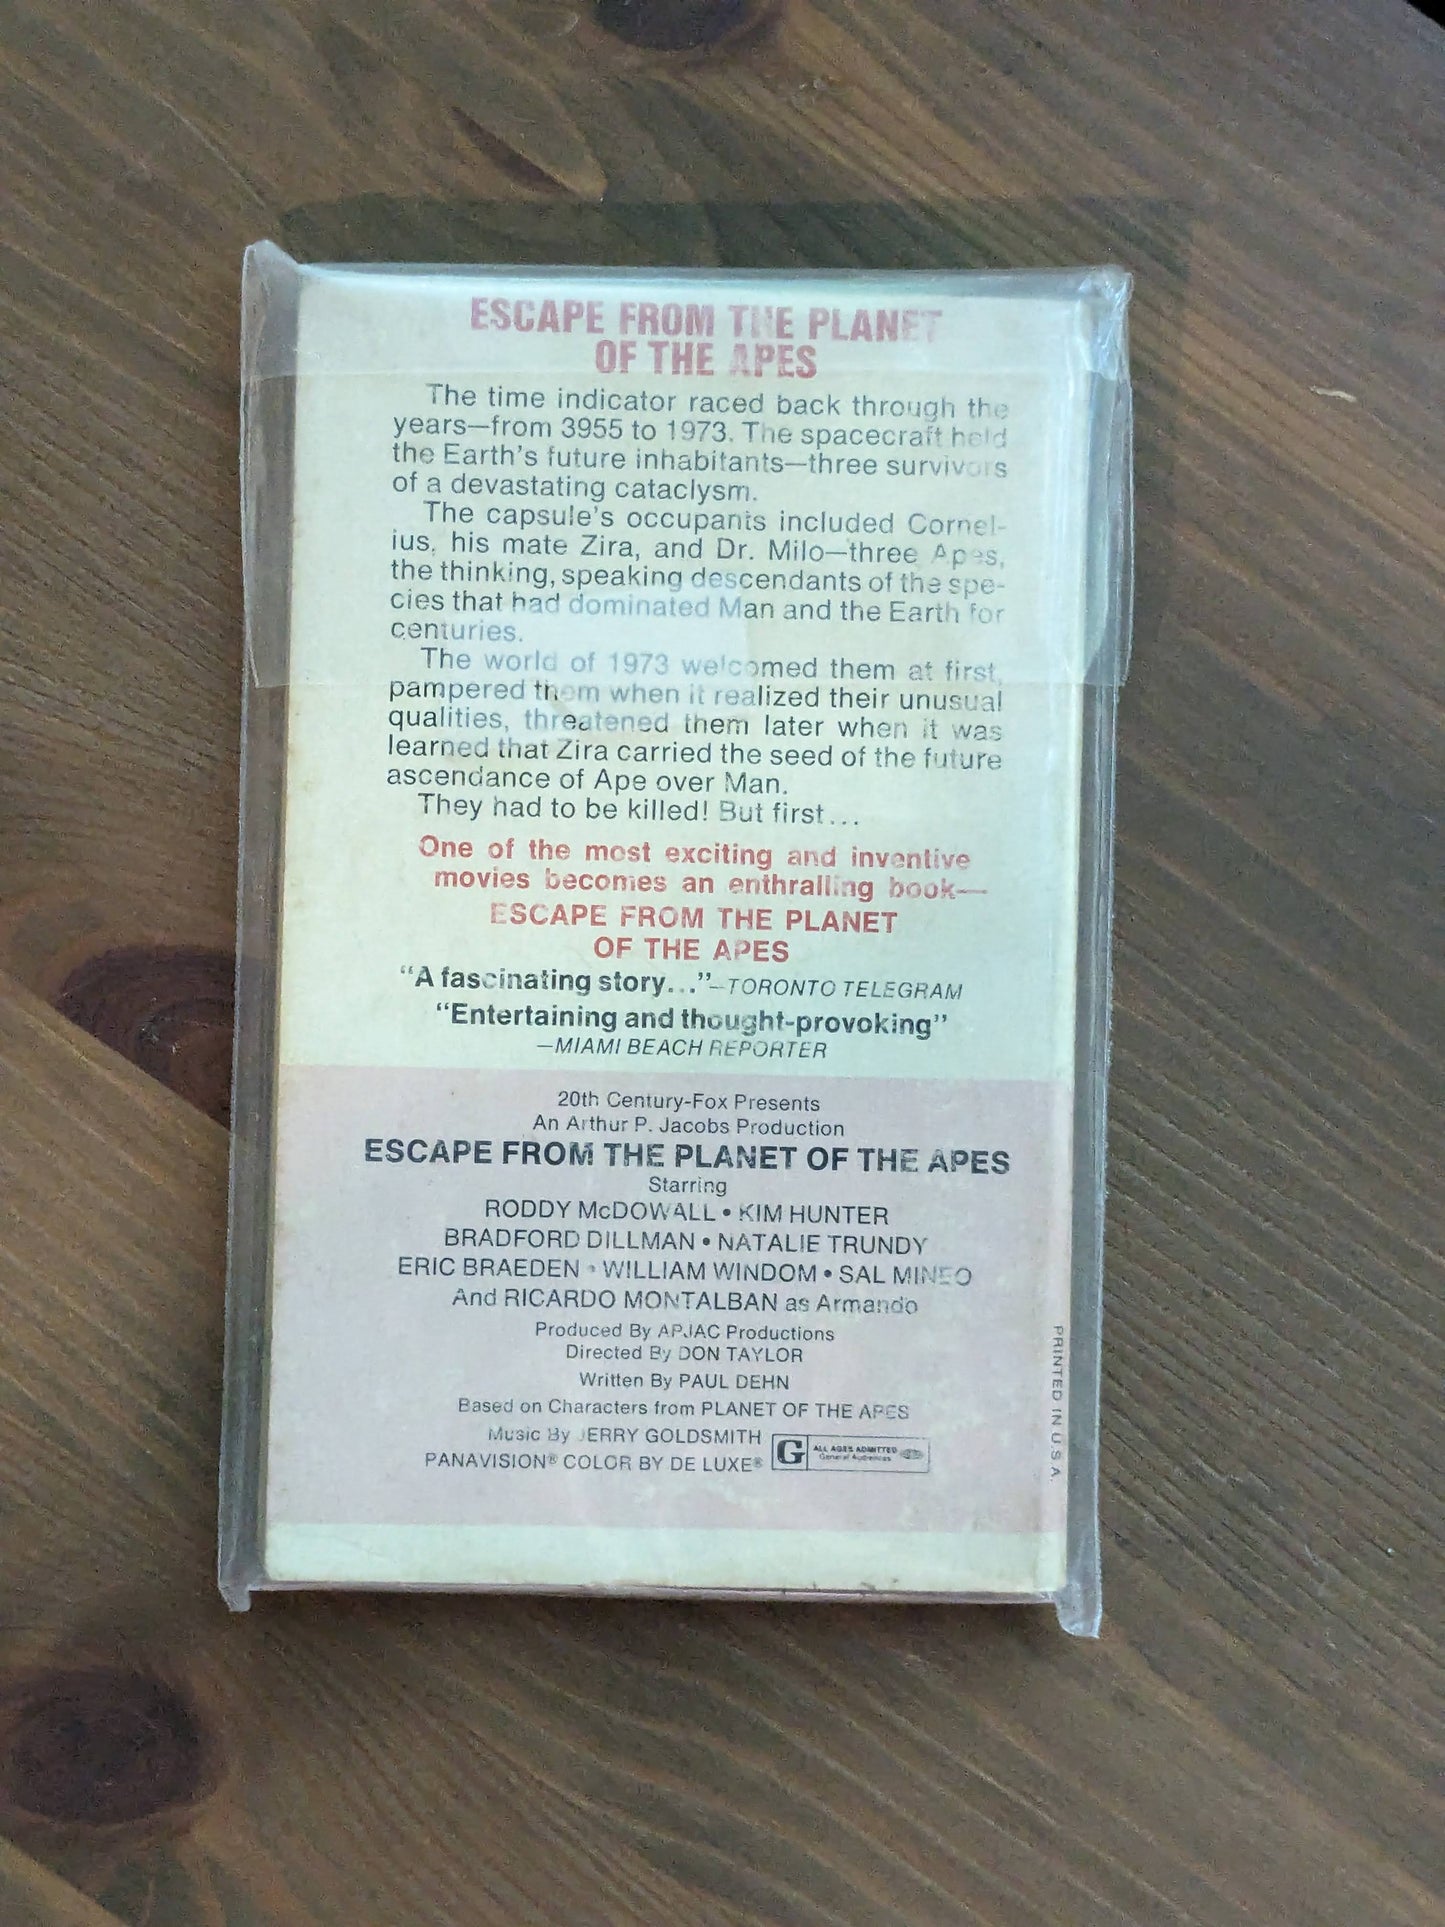 ESCAPE FROM THE PLANET
OF THE APES
The time indicator raced back through the
years—from 3955 to 1973. The spacecraft held
the Earth's future inhabitants—three survivors
of a devastating cataclysm.
The capsule's occupants included Cornel-
ius, his mate Zira, and Dr. Milo—three Apes,
the thinking, speaking descendants of the spe-
cies that had dominated Man and the Earth for
centuries.
The world of 1973 welcomed them at first,
pampered them when it realized their unusual
qualities, threatened them later when it was
learned that Zira carried the seed of the future
ascendance of Ape over Man.
They had to be killed! But first...
One of the most exciting and inventive
movies becomes an enthralling book—
ESCAPE FROM THE PLANET
OF THE APES
“A fascinating story...”—TORONTO TELEGRAM
“Entertaining and thought-provoking”
—MIAMI BEACH REPORTER
20th Century-Fox Presents
An Arthur P. Jacobs Production
ESCAPE FROM THE PLANET OF THE APES
Starring
RODDY McDOWALL • KIM HUNTER
BRADFORD DILLMAN • NATALIE TRUNDY
ERIC BRAEDEN • WILLIAM WINDOM • SAL MINEO
And RICARDO MONTALBAN as Armando
Produced By APJAC Productions
Directed By DON TAYLOR
Written By PAUL DEHN
Based on Characters from PLANET OF THE APES
Music By JERRY GOLDSMITH
PANAVISION® COLOR BY DE LUXE®
G ALL AGES ADMITTED
General Audiences
PRINTED IN U.S.A.